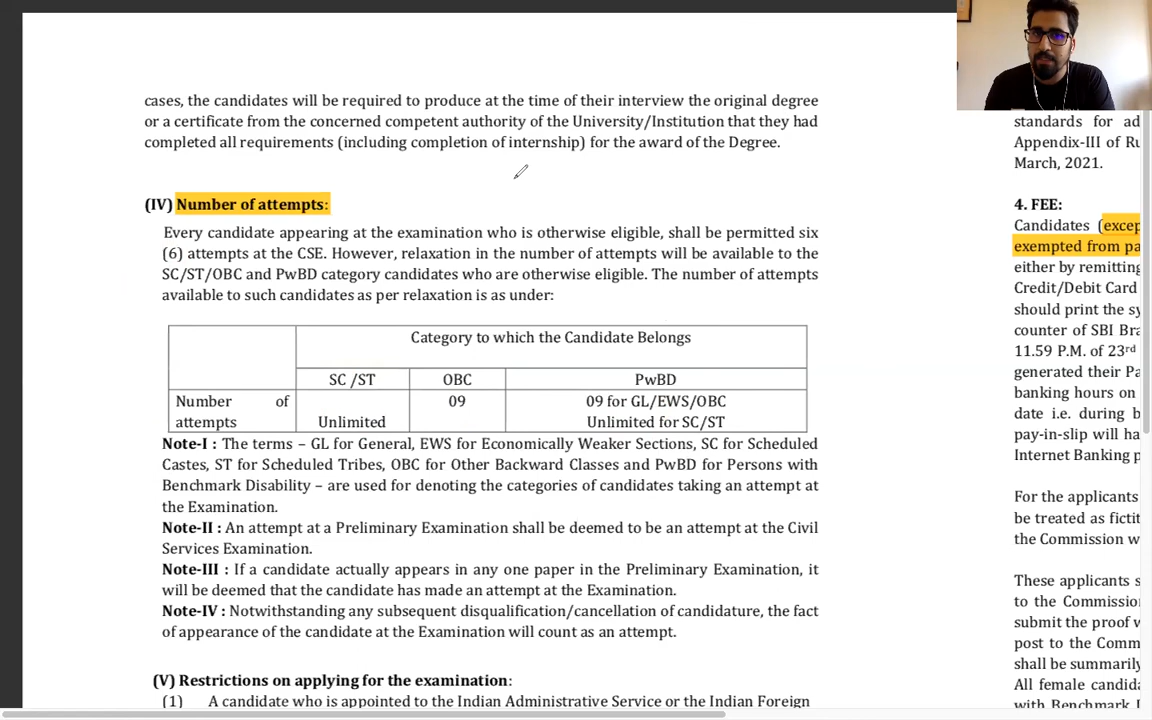 cases, the candidates will be required to produce at the time of their interview the original degree
or a certificate from the concerned competent authority of the University/Institution that they had
completed all requirements (including completion of internship) for the award of the Degree.
(IV) Number of attempts:
Every candidate appearing at the examination who is otherwise eligible, shall be permitted six
(6) attempts at the CSE. However, relaxation in the number of attempts will be available to the
SC/ST/OBC and PwBD category candidates who are otherwise eligible. The number of attempts
available to such candidates as per relaxation is as under:
Category to which the Candidate Belongs
SC /ST OBC PwBD
Number of 09 09 for GL/EWS/OBC
attempts Unlimited Unlimited for SC/ST
Note-I : The terms – GL for General, EWS for Economically Weaker Sections, SC for Scheduled
Castes, ST for Scheduled Tribes, OBC for Other Backward Classes and PwBD for Persons with
Benchmark Disability – are used for denoting the categories of candidates taking an attempt at
the Examination.
Note-II : An attempt at a Preliminary Examination shall be deemed to be an attempt at the Civil
Services Examination.
Note-III : If a candidate actually appears in any one paper in the Preliminary Examination, it
will be deemed that the candidate has made an attempt at the Examination.
Note-IV : Notwithstanding any subsequent disqualification/cancellation of candidature, the fact
of appearance of the candidate at the Examination will count as an attempt.
(V) Restrictions on applying for the examination:
(1) A candidate who is appointed to the Indian Administrative Service or the Indian Foreign
standards for ad
Appendix-III of Ru
March, 2021.
4. FEE:
Candidates (excep
exempted from pa
either by remitting
Credit/Debit Card
should print the sy
counter of SBI Bra
11.59 P.M. of 23rd
generated their Pa
banking hours on
date i.e. during b
pay-in-slip will ha
Internet Banking p
For the applicants
be treated as fictit
the Commission w
These applicants s
to the Commissio
submit the proof w
post to the Comm
shall be summarily
All female candida
with Benchmark